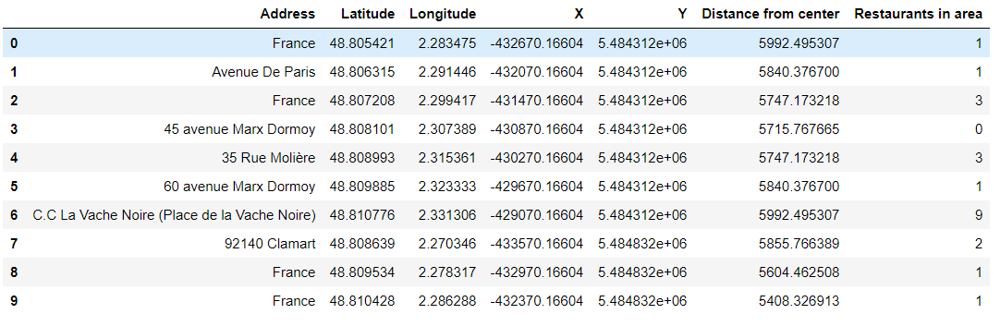 Address Latitude Longitude X Y Distance from center Restaurants in area
0 France 48.805421 2.283475 -432670.16604 5.484312e+06 5992.495307 1
1 Avenue De Paris 48.806315 2.291446 -432070.16604 5.484312e+06 5840.376700 1
2 France 48.807208 2.299417 -431470.16604 5.484312e+06 5747.173218 3
3 45 avenue Marx Dormoy 48.808101 2.307389 -430870.16604 5.484312e+06 5715.767665 0
4 35 Rue Molière 48.808993 2.315361 -430270.16604 5.484312e+06 5747.173218 3
5 60 avenue Marx Dormoy 48.809885 2.323333 -429670.16604 5.484312e+06 5840.376700 1
6 C.C La Vache Noire (Place de la Vache Noire) 48.810776 2.331306 -429070.16604 5.484312e+06 5992.495307 9
7 92140 Clamart 48.808639 2.270346 -433570.16604 5.484832e+06 5855.766389 2
8 France 48.809534 2.278317 -432970.16604 5.484832e+06 5604.462508 1
9 France 48.810428 2.286288 -432370.16604 5.484832e+06 5408.326913 1